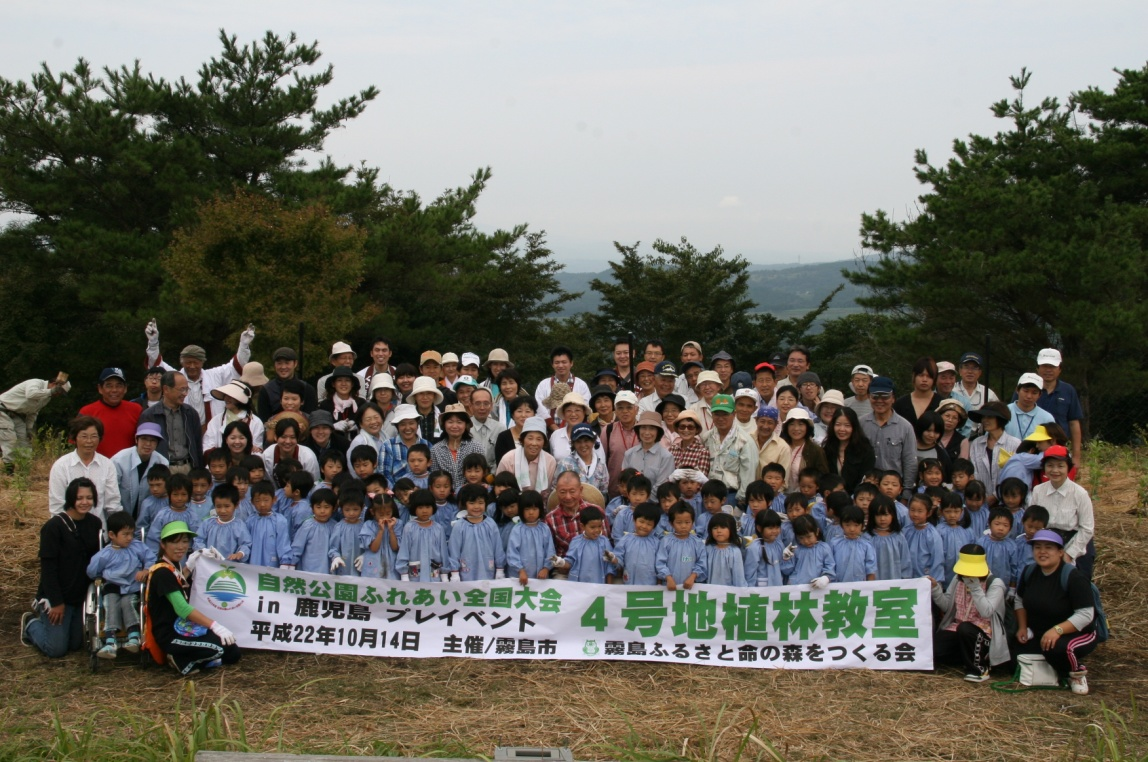 自然公園ふれあい全国大会
in 鹿児島 プレイベント
平成22年10月14日 主催/霧島市
4号地植林教室
霧島ふるさと命の森をつくる会